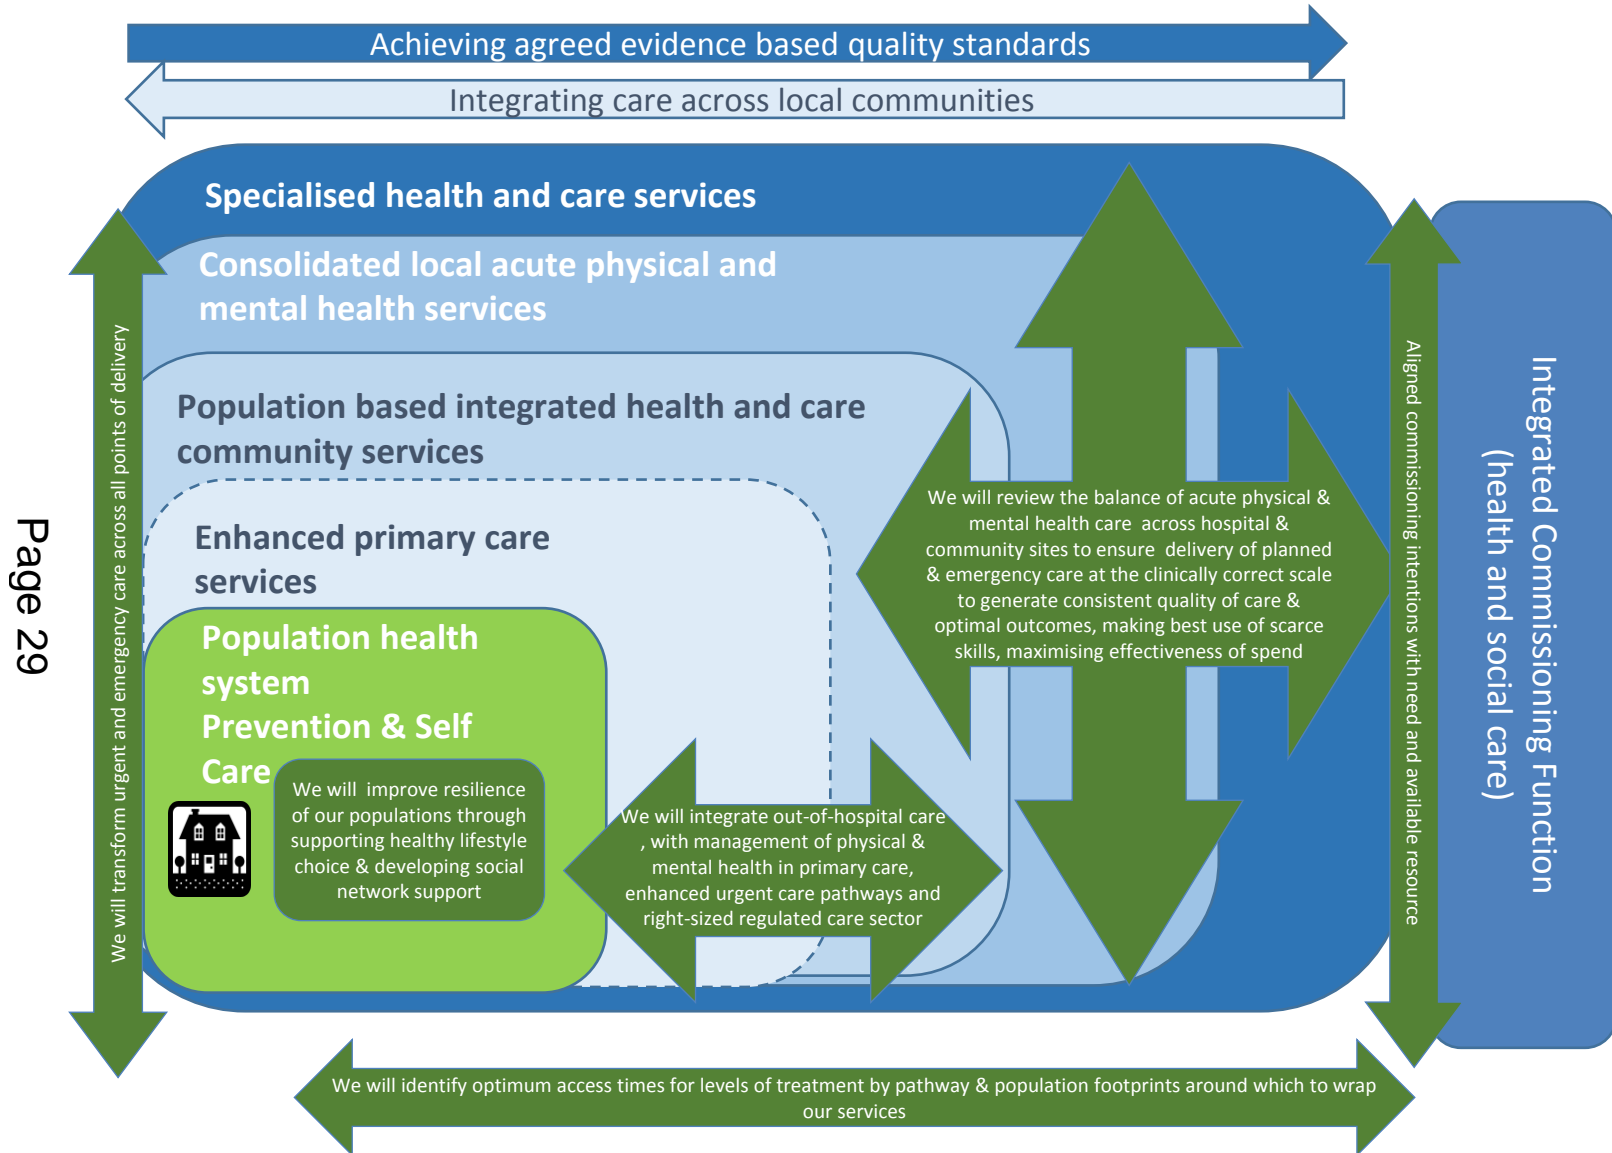 Achieving agreed evidence based quality standards
Integrating care across local communities
Specialised health and care services
Consolidated local acute physical and
mental health services
Population based integrated health and care
community services
Enhanced primary care
services
Population health
system
Prevention & Self
Care
We will improve resilience
of our populations through
supporting healthy lifestyle
choice & developing social
network support
We will integrate out-of-hospital care
, with management of physical &
mental health in primary care,
enhanced urgent care pathways and
right-sized regulated care sector
We will review the balance of acute physical &
mental health care across hospital &
community sites to ensure delivery of planned
& emergency care at the clinically correct scale
to generate consistent quality of care &
optimal outcomes, making best use of scarce
skills, maximising effectiveness of spend
We will transform urgent and emergency care across all points of delivery
Aligned commissioning intentions with need and available resource
Integrated Commissioning Function
(health and social care)
We will identify optimum access times for levels of treatment by pathway & population footprints around which to wrap
our services
Page 29